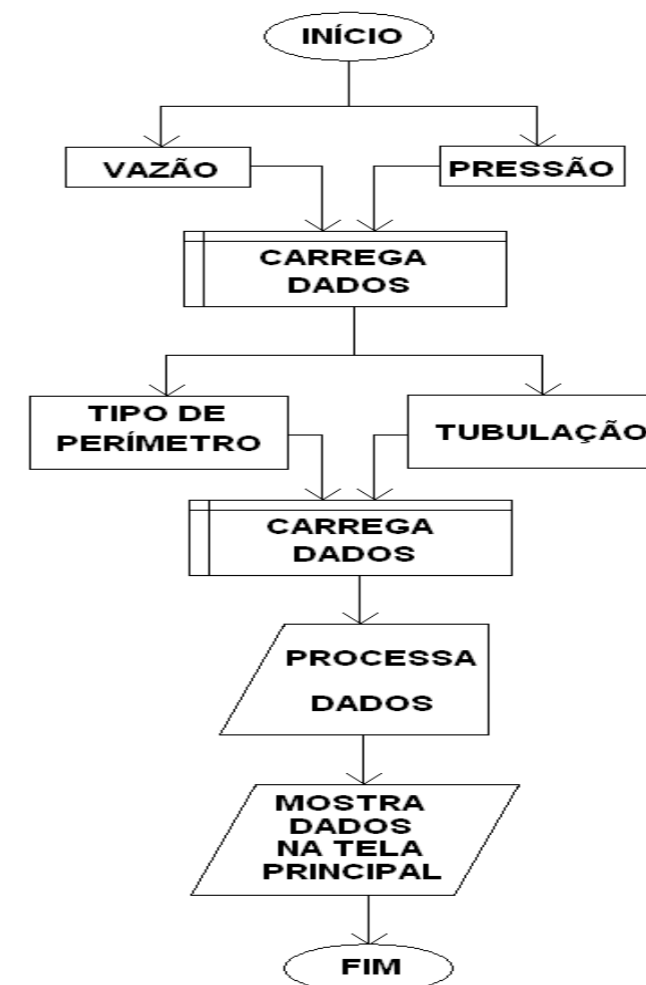 INÍCIO
VAZÃO
PRESSÃO
CARREGA
DADOS
TIPO DE
PERÍMETRO
TUBULAÇÃO
CARREGA
DADOS
PROCESSA
DADOS
MOSTRA
DADOS
NA TELA
PRINCIPAL
FIM